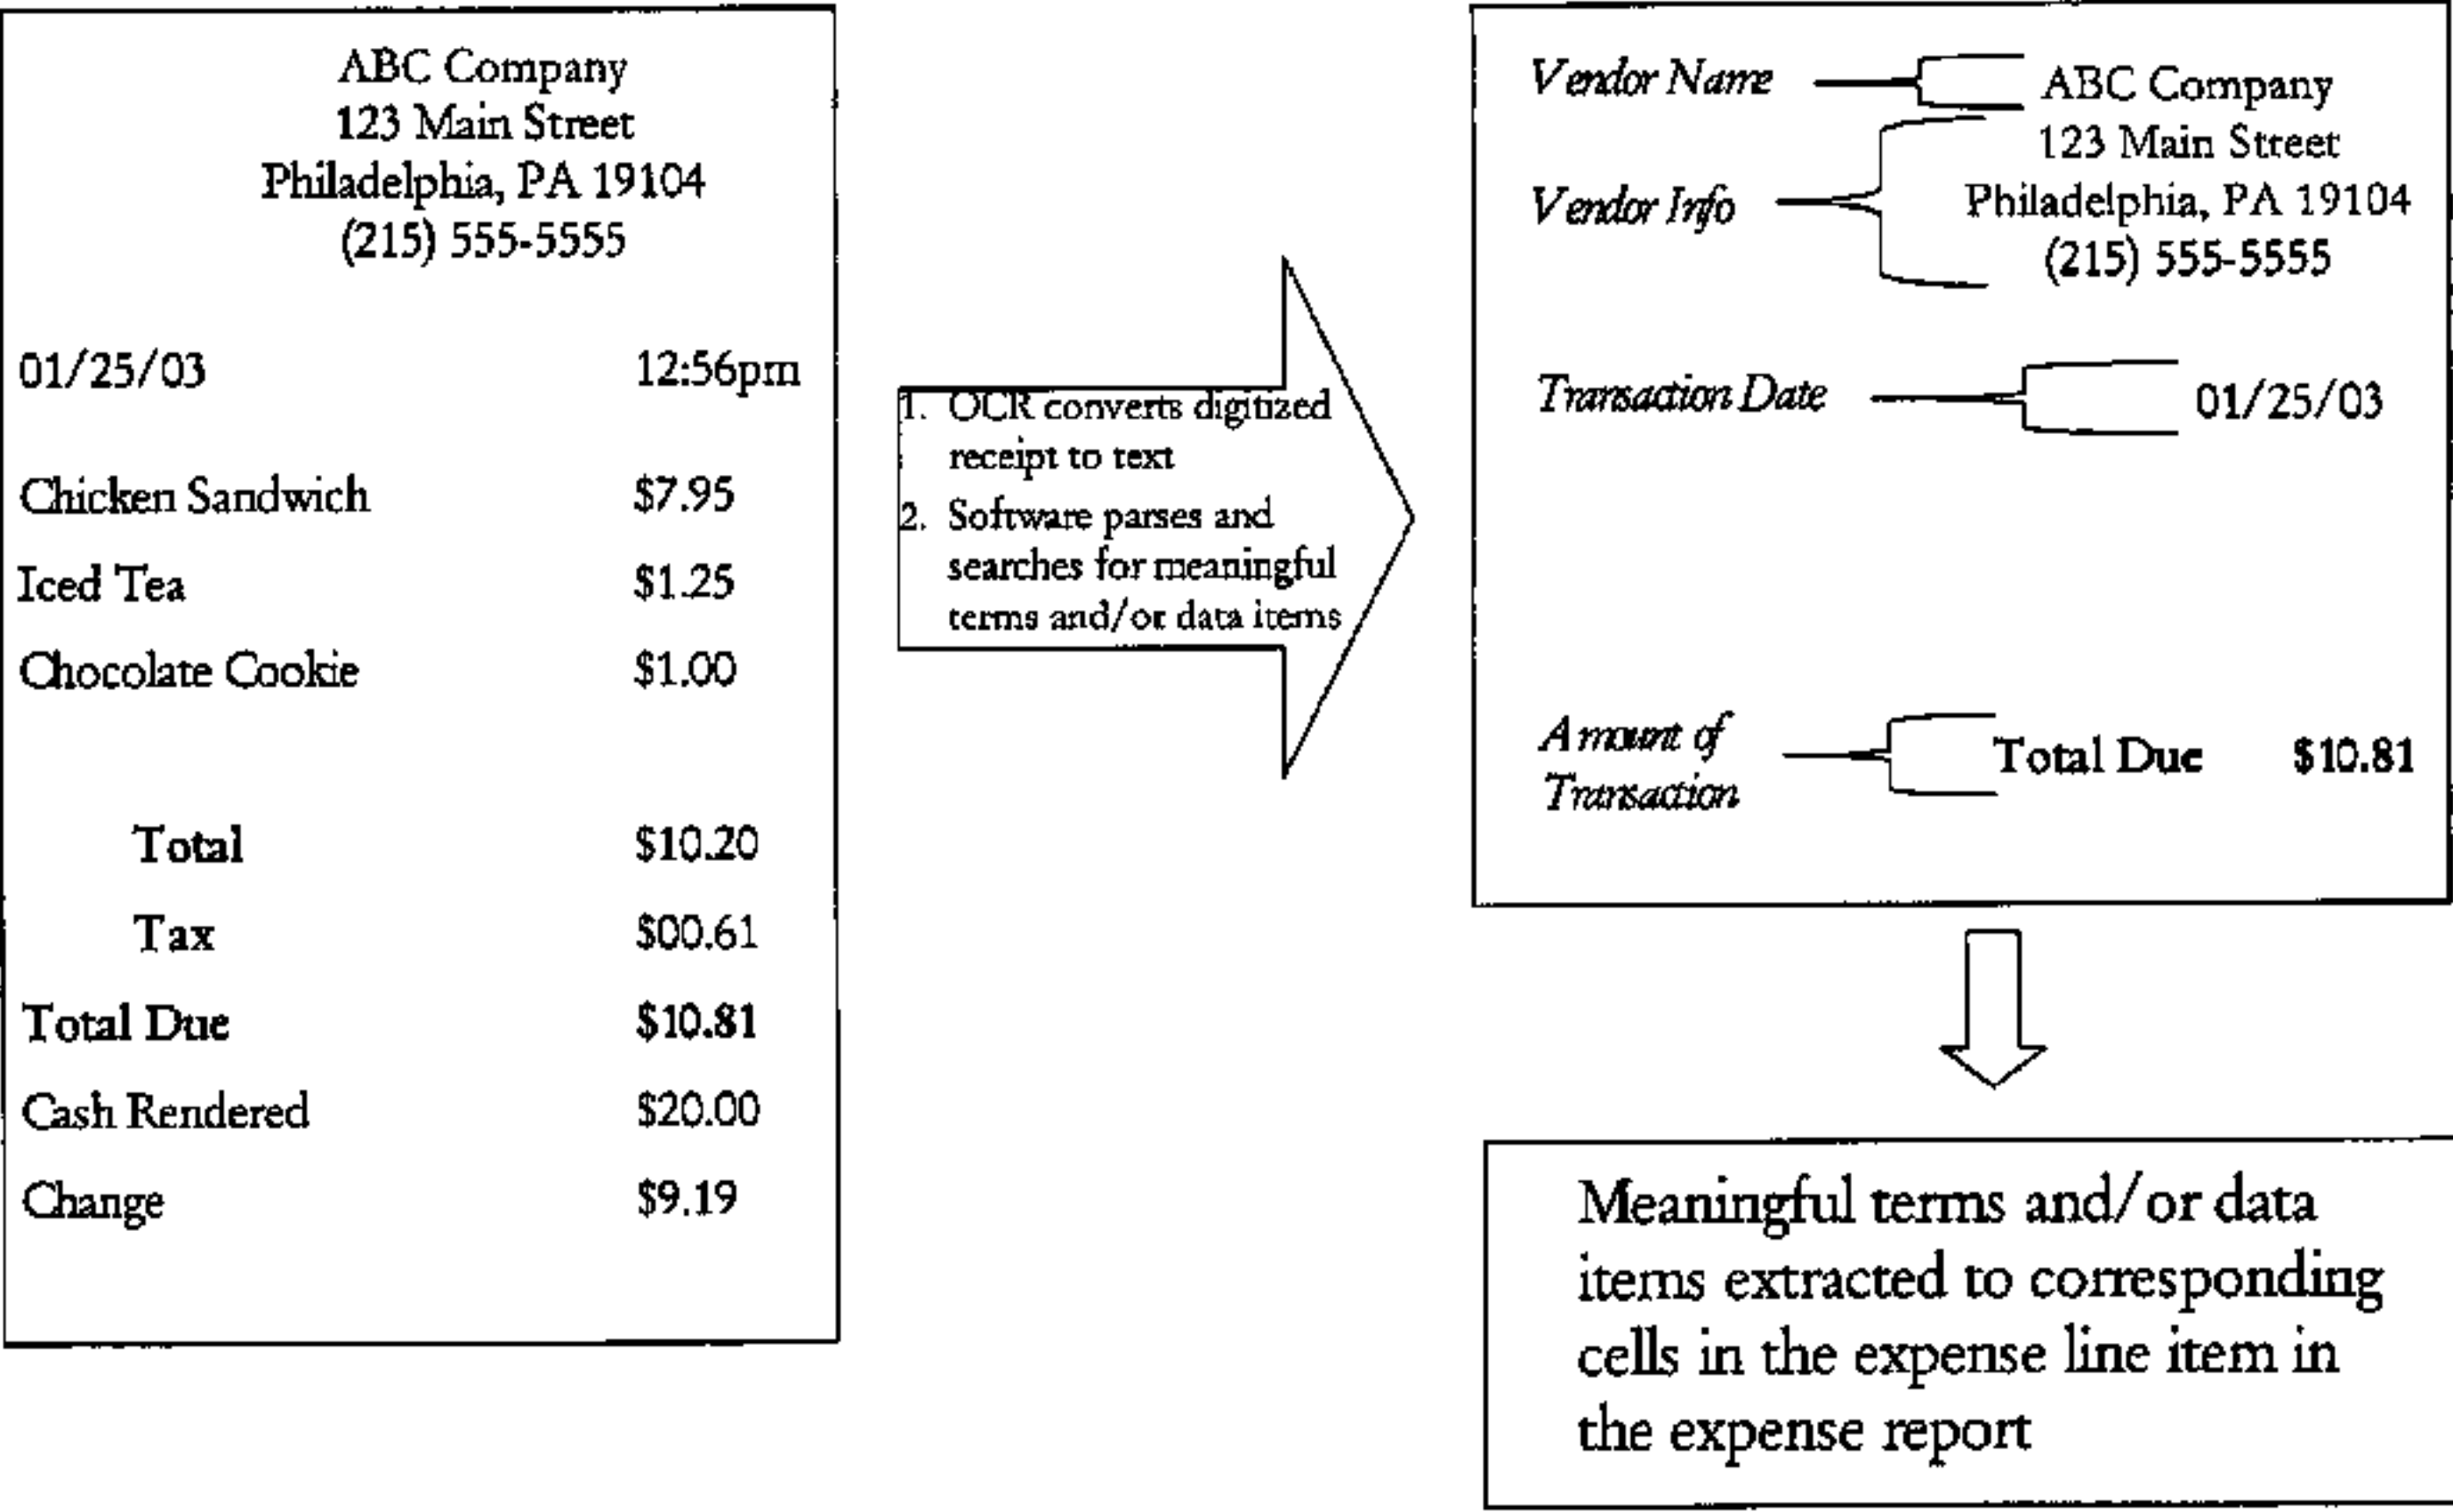 ABC Company
123 Main Street
Philadelphia, PA 19104
(215) 555-5555
01/25/03 12:56pm
Chicken Sandwich $7.95
Iced Tea $1.25
Chocolate Cookie $1.00
Total $10.20
Tax $00.61
Total Due $10.81
Cash Rendered $20.00
Change $9.19
1. OCR converts digitized
receipt to text
2. Software parses and
searches for meaningful
terms and/or data items
Vendor Name ABC Company
123 Main Street
Vendor Info Philadelphia, PA 19104
(215) 555-5555
Transaction Date 01/25/03
Amount of
Transaction
Total Due $10.81
Meaningful terms and/or data
items extracted to corresponding
cells in the expense line item in
the expense report